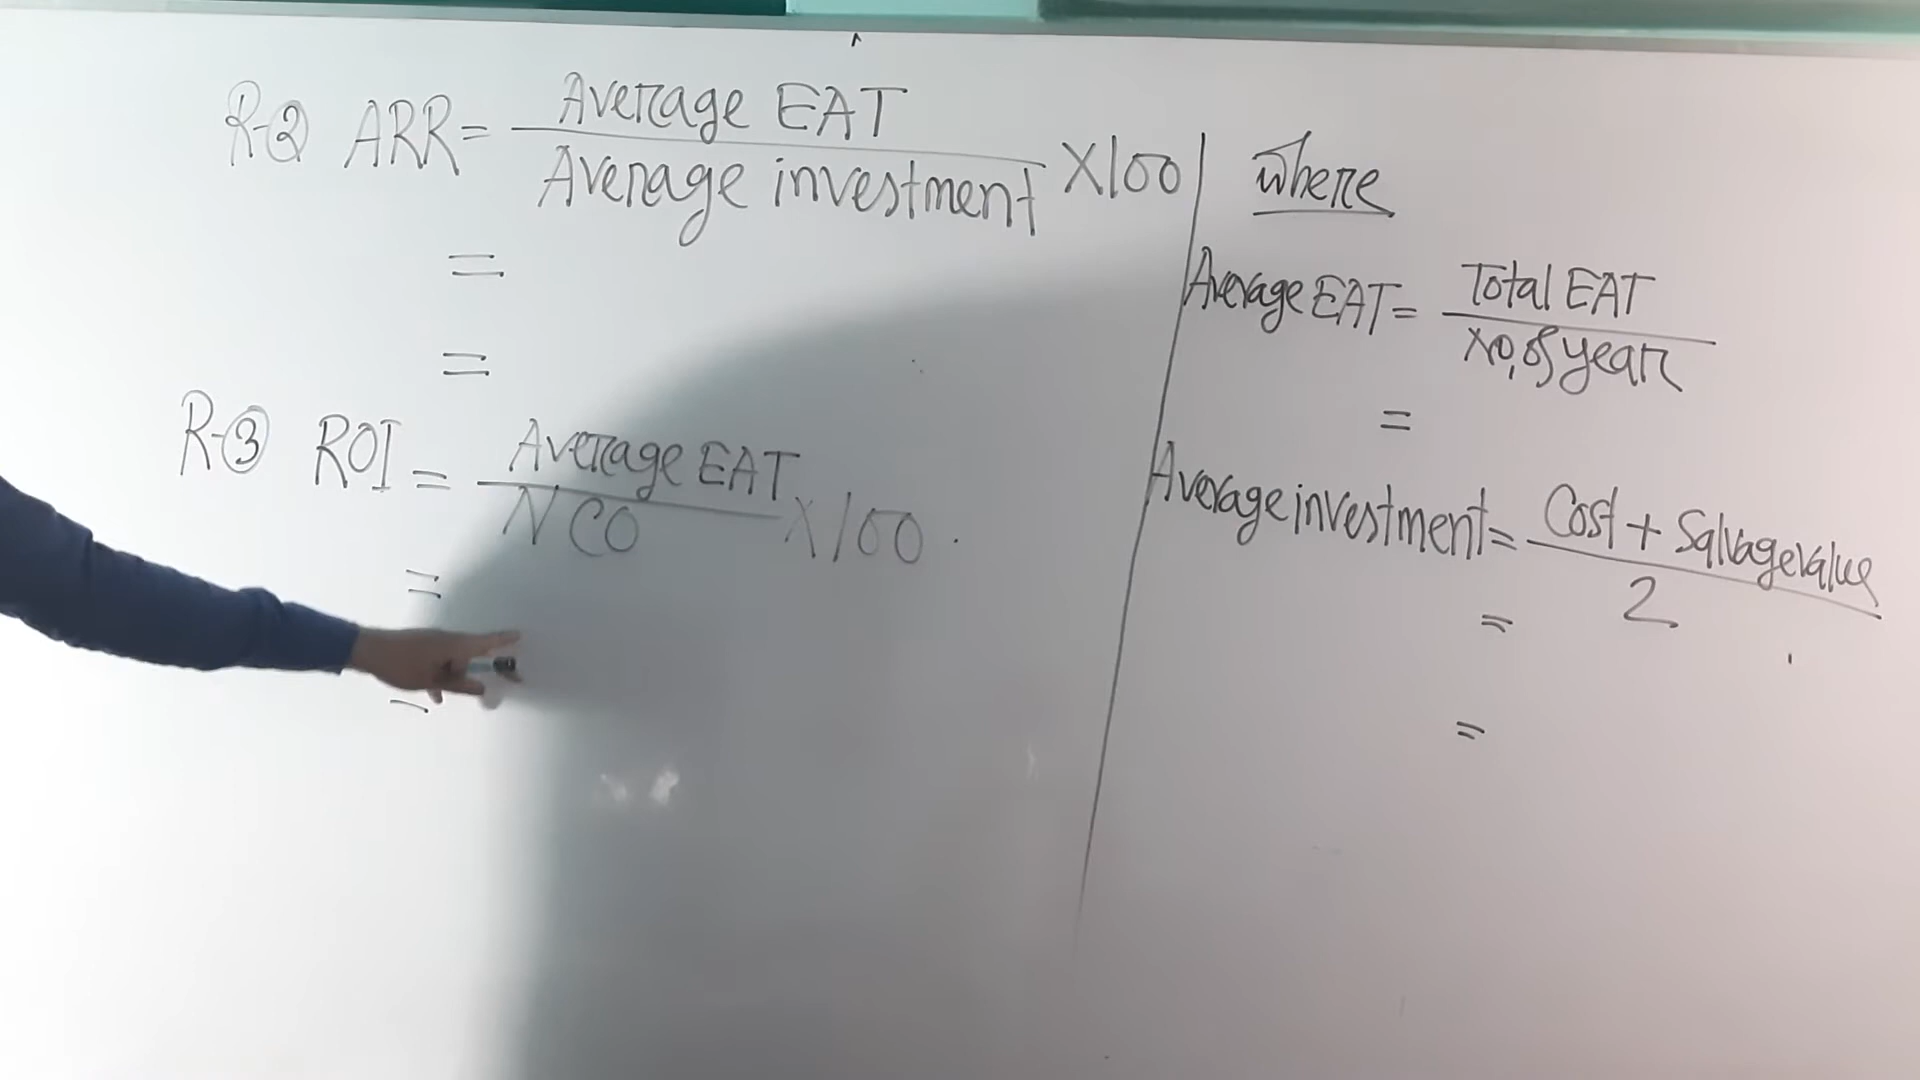 R-② ARR = Average EAT / Average investment X100
=
=
R-③ ROI = Average EAT / NCO X100
=
=
where
Average EAT = Total EAT / No. of year
=
Average investment = Cost + Salvage value / 2
=
=